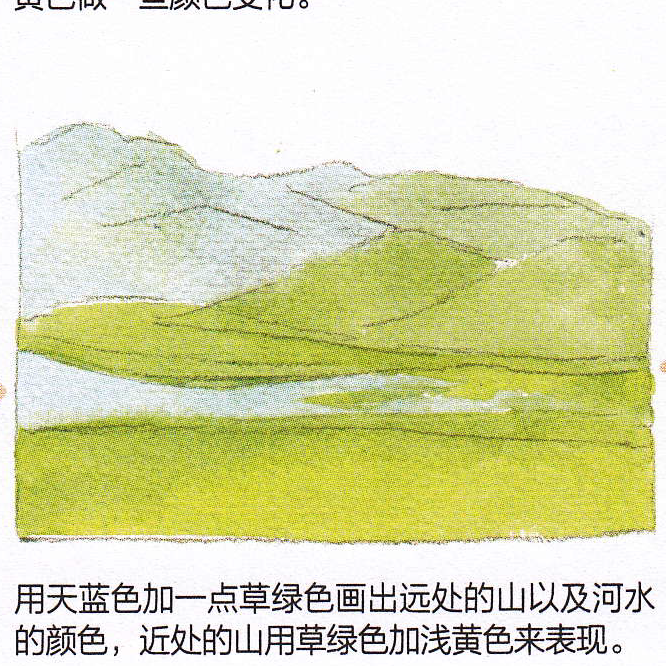 黄色做一些颜色变化。
用天蓝色加一点草绿色画出远处的山以及河水
的颜色，近处的山用草绿色加浅黄色来表现。